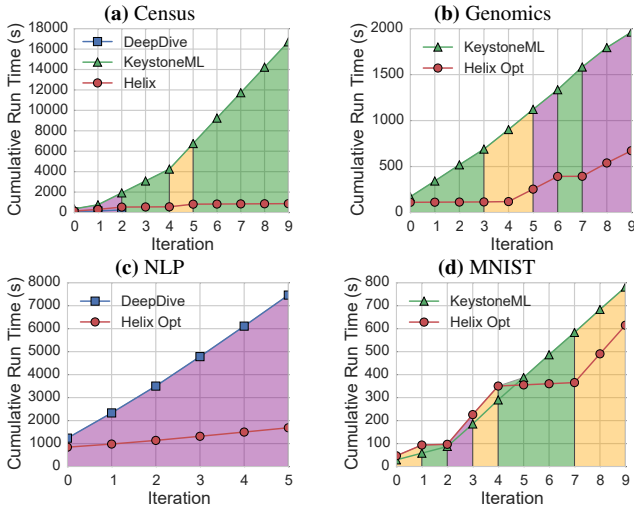 (a) Census
Cumulative Run Time (s)
18000
16000
14000
12000
10000
8000
6000
4000
2000
0
DeepDive
KeystoneML
Helix
0 1 2 3 4 5 6 7 8 9
Iteration
(b) Genomics
Cumulative Run Time (s)
2000
1500
1000
500
0
KeystoneML
Helix Opt
0 1 2 3 4 5 6 7 8 9
Iteration
(c) NLP
Cumulative Run Time (s)
8000
7000
6000
5000
4000
3000
2000
1000
0
DeepDive
Helix Opt
0 1 2 3 4 5
Iteration
(d) MNIST
Cumulative Run Time (s)
800
700
600
500
400
300
200
100
0
KeystoneML
Helix Opt
0 1 2 3 4 5 6 7 8 9
Iteration